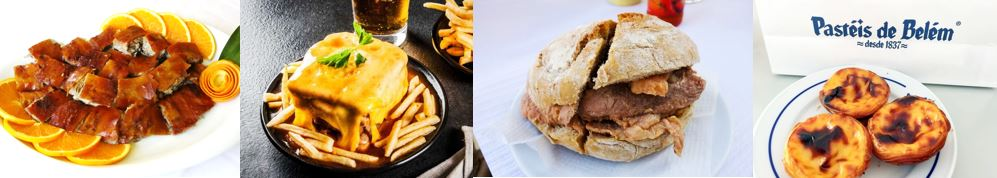 Pastéis de Belém®
≈ desde 1837 ≈